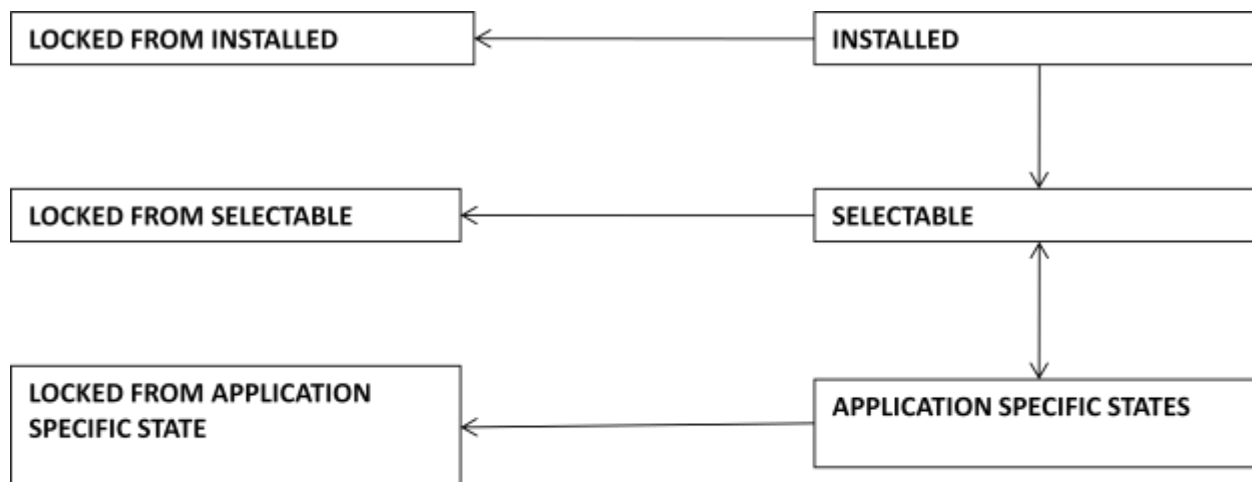 LOCKED FROM INSTALLED
INSTALLED
LOCKED FROM SELECTABLE
SELECTABLE
LOCKED FROM APPLICATION
SPECIFIC STATE
APPLICATION SPECIFIC STATES